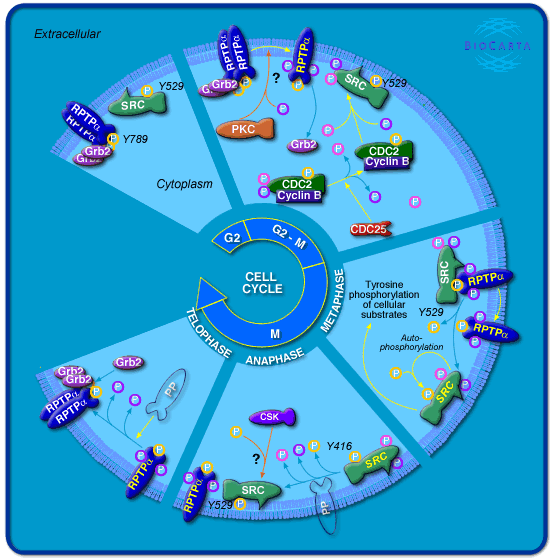 Extracellular
BIOCARTA
RPTPα
RPTPα
Grb2
Grb2
P
SRC
P
Y529
Y789
Cytoplasm
RPTPα
RPTPα
Grb2
P
RPTPα
P
?
PKC
P
Grb2
SRC
P
Y529
P
CDC2
Cyclin B
P
CDC2
Cyclin B
P
P
P
P
CDC25
G2
G2 - M
M
CELL
CYCLE
METAPHASE
ANAPHASE
TELOPHASE
P
P
SRC
P
RPTPα
Y529
P
P
RPTPα
P
Tyrosine
phosphorylation
of cellular
substrates
Auto-
phosphorylation
P
P
SRC
P
CSK
P
?
P
P
P
Y416
P
SRC
P
RPTPα
P
Y529
P
SRC
PP
Grb2
Grb2
Grb2
RPTPα
RPTPα
P
P
P
PP
RPTPα
P
P